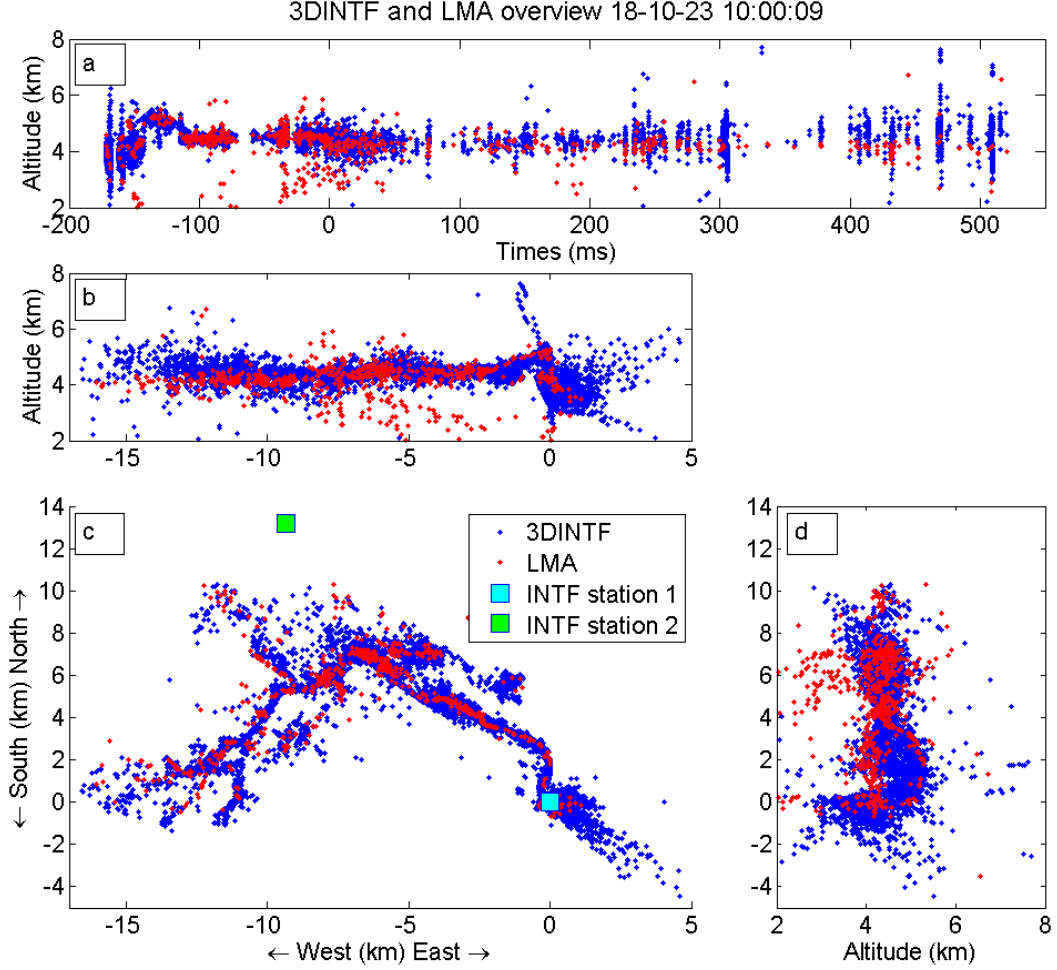 3DINTF and LMA overview 18-10-23 10:00:09
a
Altitude (km)
8
6
4
2
-200 -100 0 100 200 300 400 500
Times (ms)
b
Altitude (km)
8
6
4
2
-15 -10 -5 0 5
c
← South (km) North →
14
12
10
8
6
4
2
0
-2
-4
-15 -10 -5 0 5
← West (km) East →
3DINTF
LMA
INTF station 1
INTF station 2
d
14
12
10
8
6
4
2
0
-2
-4
2 4 6 8
Altitude (km)